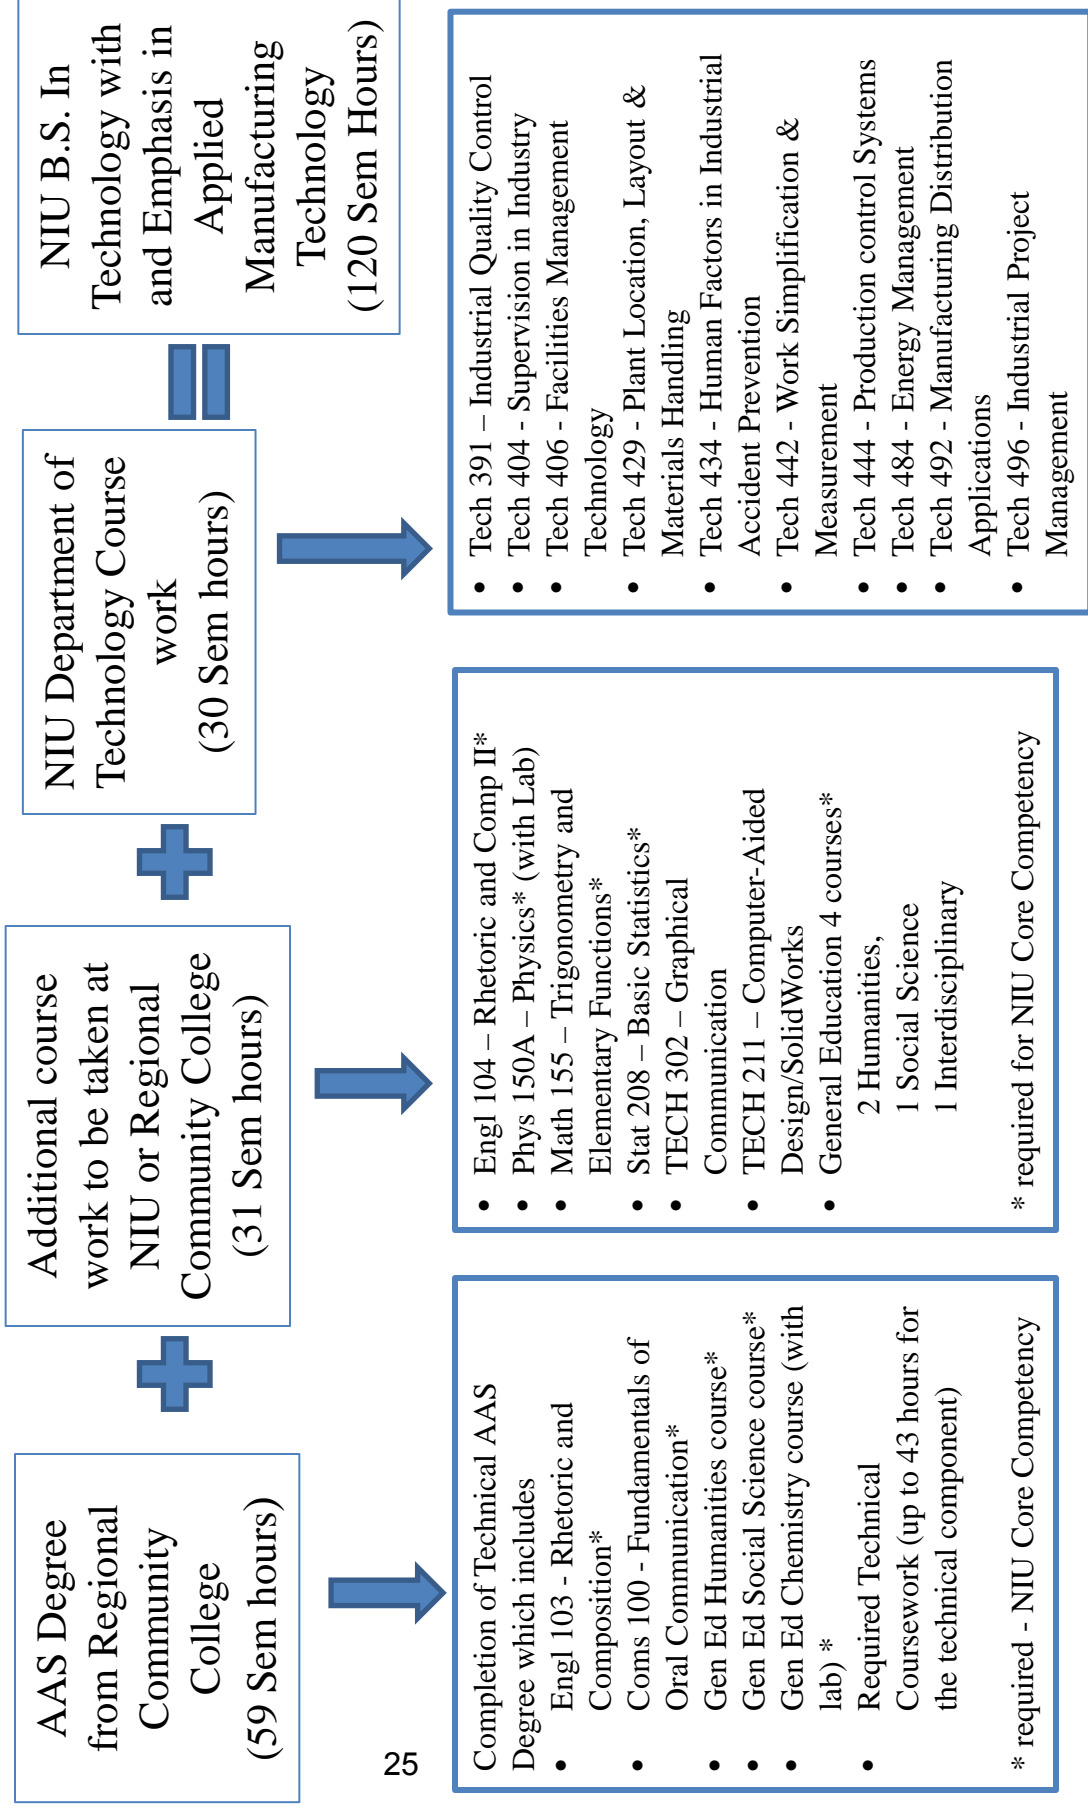 AAS Degree
from Regional
Community
College
(59 Sem hours)
Additional course
work to be taken at
NIU or Regional
Community College
(31 Sem hours)
NIU Department of
Technology Course
work
(30 Sem hours)
NIU B.S. In
Technology with
and Emphasis in
Applied
Manufacturing
Technology
(120 Sem Hours)
Completion of Technical AAS
Degree which includes
• Engl 103 - Rhetoric and
Composition*
• Coms 100 - Fundamentals of
Oral Communication*
• Gen Ed Humanities course*
• Gen Ed Social Science course*
• Gen Ed Chemistry course (with
lab) *
• Required Technical
Coursework (up to 43 hours for
the technical component)
* required - NIU Core Competency
• Engl 104 – Rhetoric and Comp II*
• Phys 150A – Physics* (with Lab)
• Math 155 – Trigonometry and
Elementary Functions*
• Stat 208 – Basic Statistics*
• TECH 302 – Graphical
Communication
• TECH 211 – Computer-Aided
Design/SolidWorks
• General Education 4 courses*
2 Humanities,
1 Social Science
1 Interdisciplinary
* required for NIU Core Competency
• Tech 391 – Industrial Quality Control
• Tech 404 - Supervision in Industry
• Tech 406 - Facilities Management
Technology
• Tech 429 - Plant Location, Layout &
Materials Handling
• Tech 434 - Human Factors in Industrial
Accident Prevention
• Tech 442 - Work Simplification &
Measurement
• Tech 444 - Production control Systems
• Tech 484 - Energy Management
• Tech 492 - Manufacturing Distribution
Applications
• Tech 496 - Industrial Project
Management
25